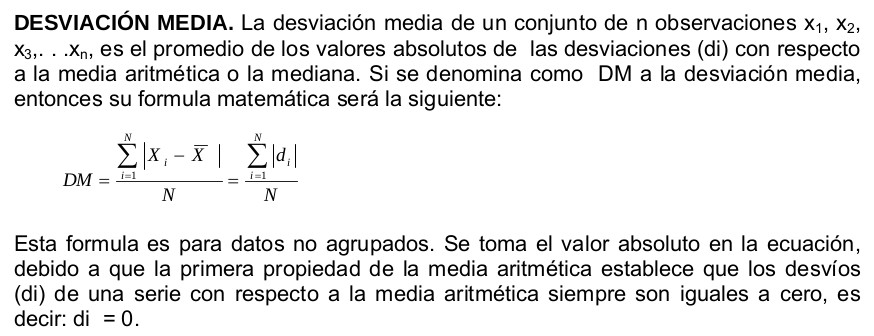 DESVIACIÓN MEDIA. La desviación media de un conjunto de n observaciones x₁, x₂,
x₃,. . .xₙ, es el promedio de los valores absolutos de las desviaciones (di) con respecto
a la media aritmética o la mediana. Si se denomina como DM a la desviación media,
entonces su formula matemática será la siguiente:
DM = \frac{\sum_{i=1}^{N} |X_i - \overline{X}|}{N} = \frac{\sum_{i=1}^{N} |d_i|}{N}
Esta formula es para datos no agrupados. Se toma el valor absoluto en la ecuación,
debido a que la primera propiedad de la media aritmética establece que los desvíos
(di) de una serie con respecto a la media aritmética siempre son iguales a cero, es
decir: di = 0.